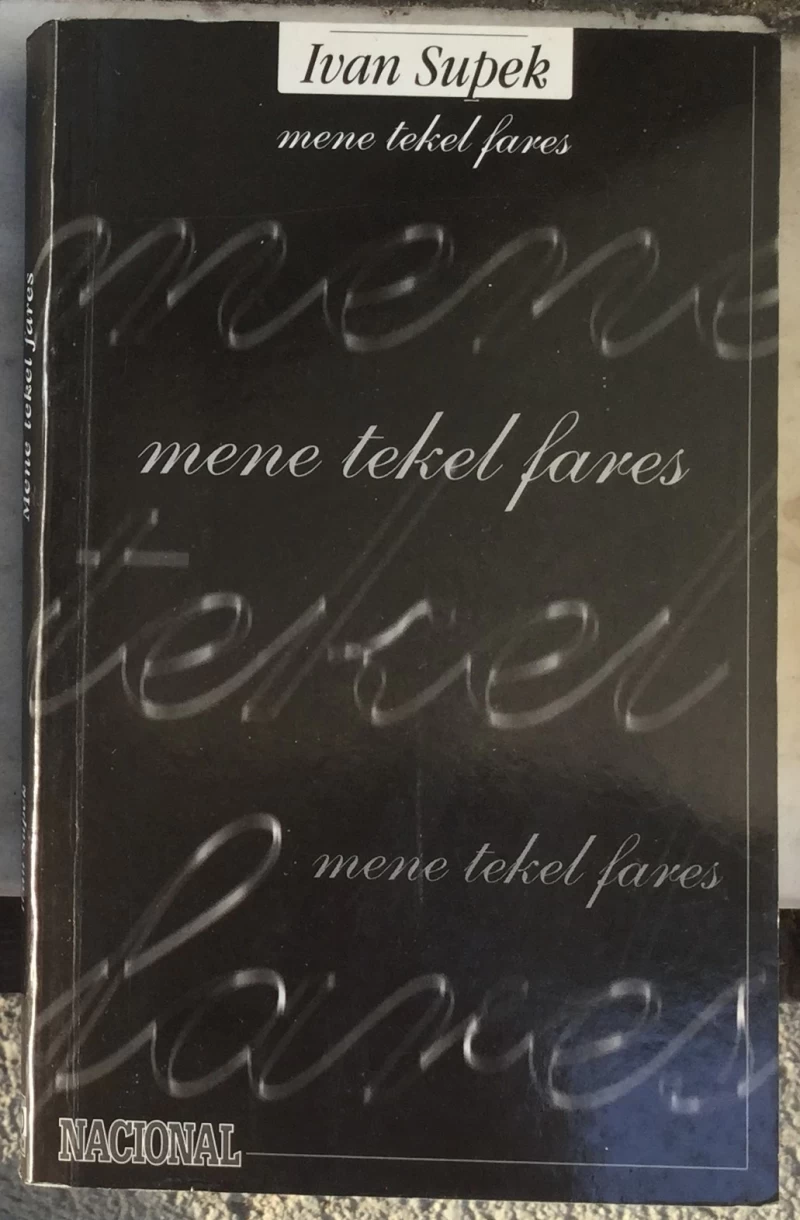 Ivan Supek
mene tekel fares
mene
mene tekel fares
tekel
mene tekel fares
fares
NACIONAL
Mene tekel fares